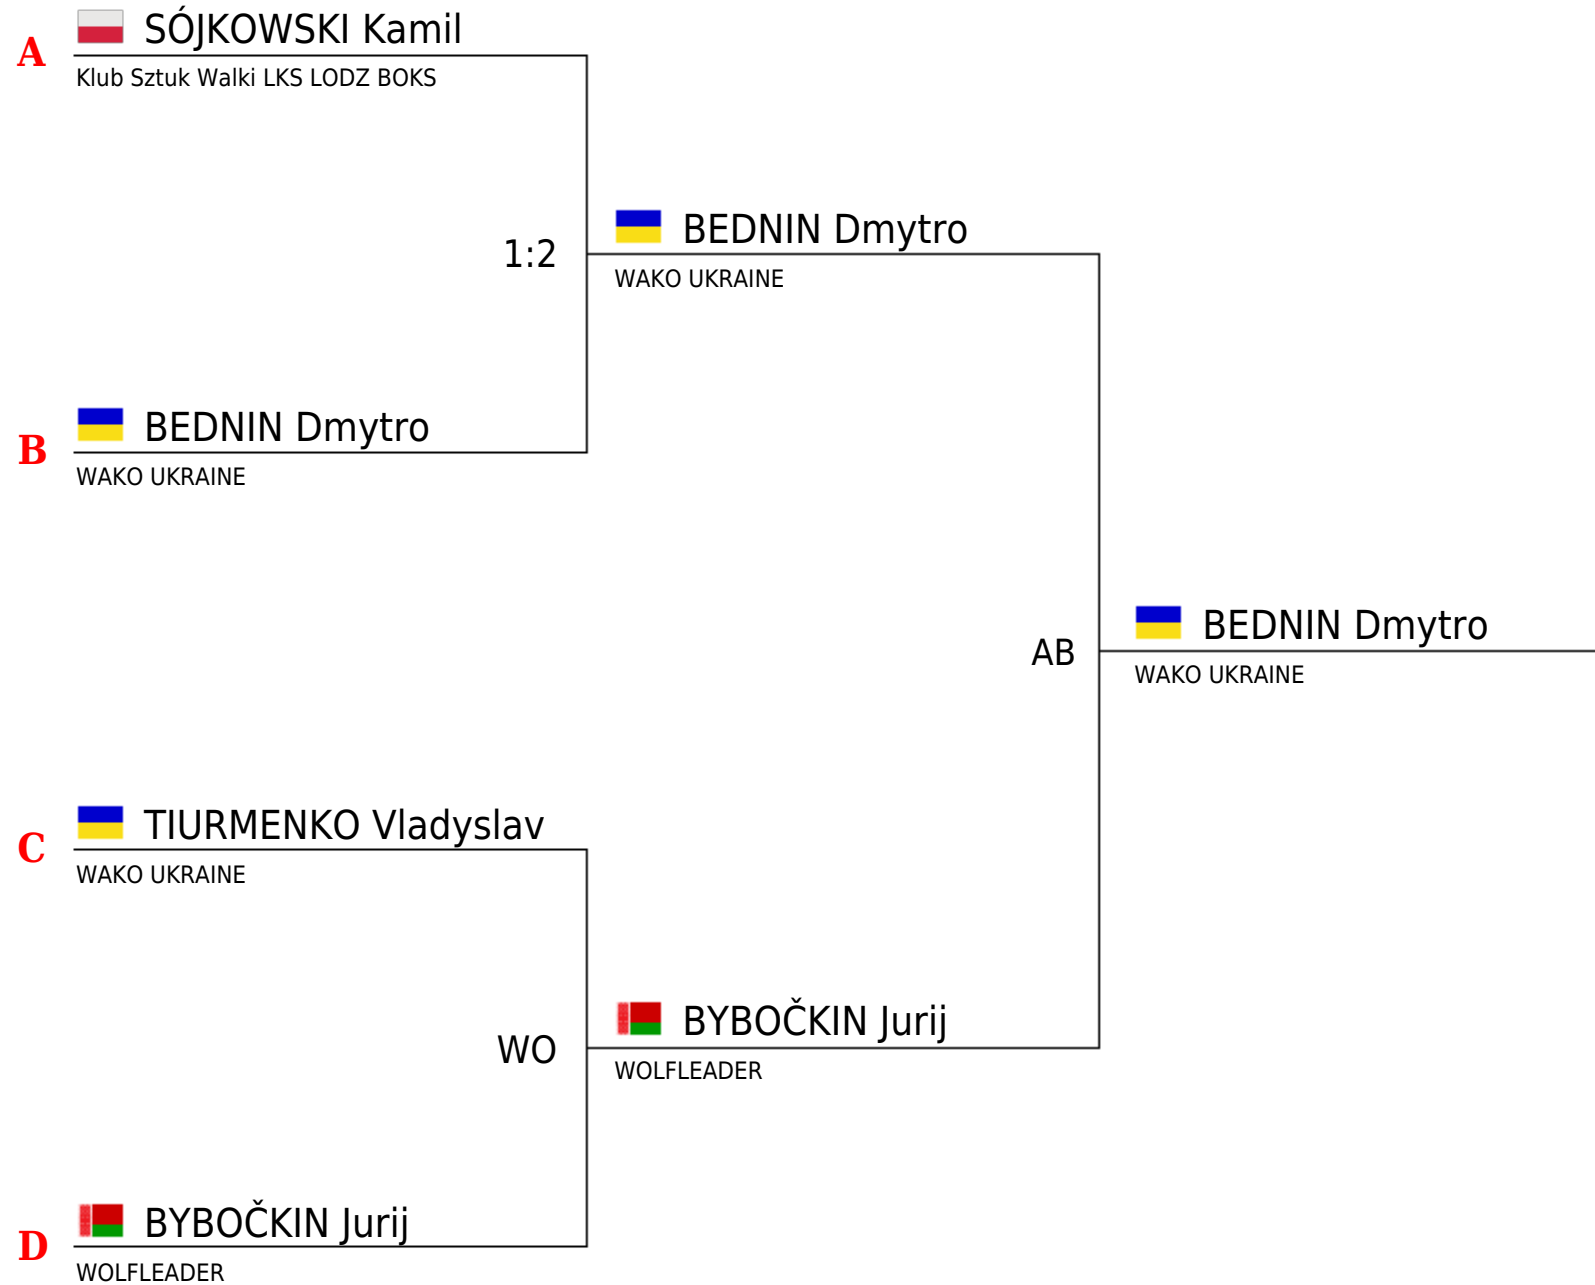 A
SÓJKOWSKI Kamil
Klub Sztuk Walki LKS LODZ BOKS
1:2
BEDNIN Dmytro
WAKO UKRAINE
B
BEDNIN Dmytro
WAKO UKRAINE
AB
BEDNIN Dmytro
WAKO UKRAINE
C
TIURMENKO Vladyslav
WAKO UKRAINE
WO
BYBOČKIN Jurij
WOLFLEADER
D
BYBOČKIN Jurij
WOLFLEADER